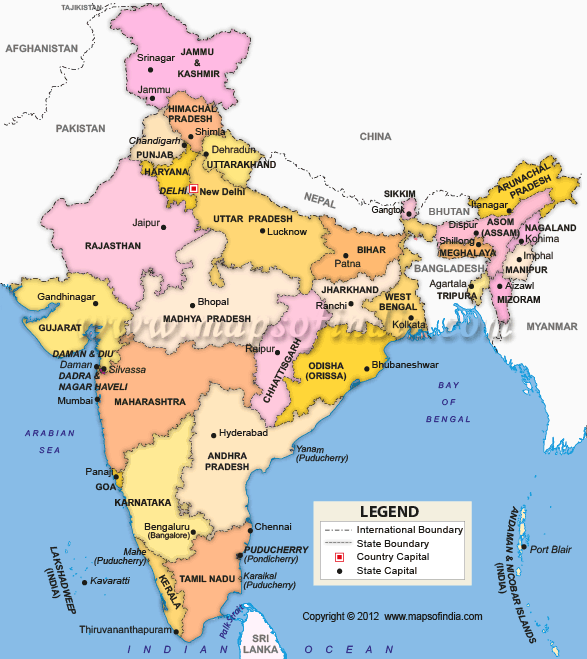 TAJIKISTAN
AFGHANISTAN
JAMMU
&
KASHMIR
Srinagar
Jammu
PAKISTAN
HIMACHAL
PRADESH
Shimla
Chandigarh
PUNJAB
Dehradun
UTTARAKHAND
CHINA
HARYANA
DELHI
New Delhi
NEPAL
SIKKIM
Gangtok
BHUTAN
ARUNACHAL
PRADESH
Itanagar
Dispur
ASOM
(ASSAM)
NAGALAND
Kohima
Shillong
MEGHALAYA
Imphal
MANIPUR
BANGLADESH
Agartala
TRIPURA
Aizawl
MIZORAM
MYANMAR
Jaipur
RAJASTHAN
UTTAR PRADESH
Lucknow
BIHAR
Patna
Gandhinagar
GUJARAT
Bhopal
MADHYA PRADESH
JHARKHAND
Ranchi
WEST
BENGAL
Kolkata
www.mapsofindia.com
DAMAN & DIU
Daman
Silvassa
DADRA &
NAGAR HAVELI
Mumbai
MAHARASHTRA
Raipur
CHHATTISGARH
ODISHA
(ORISSA)
Bhubaneswar
BAY
OF
BENGAL
ARABIAN
SEA
Hyderabad
ANDHRA
PRADESH
Yanam
(Puducherry)
Panaji
GOA
KARNATAKA
Bengaluru
(Bangalore)
Chennai
Mahe
(Puducherry)
PUDUCHERRY
(Pondicherry)
TAMIL NADU
Karaikal
(Puducherry)
KERALA
LAKSHADWEEP
(INDIA)
Kavaratti
Thiruvananthapuram
Palk Strait
SRI
LANKA
INDIAN OCEAN
ANDAMAN & NICOBAR ISLANDS
(INDIA)
Port Blair
LEGEND
International Boundary
State Boundary
Country Capital
State Capital
Copyright © 2012 www.mapsofindia.com